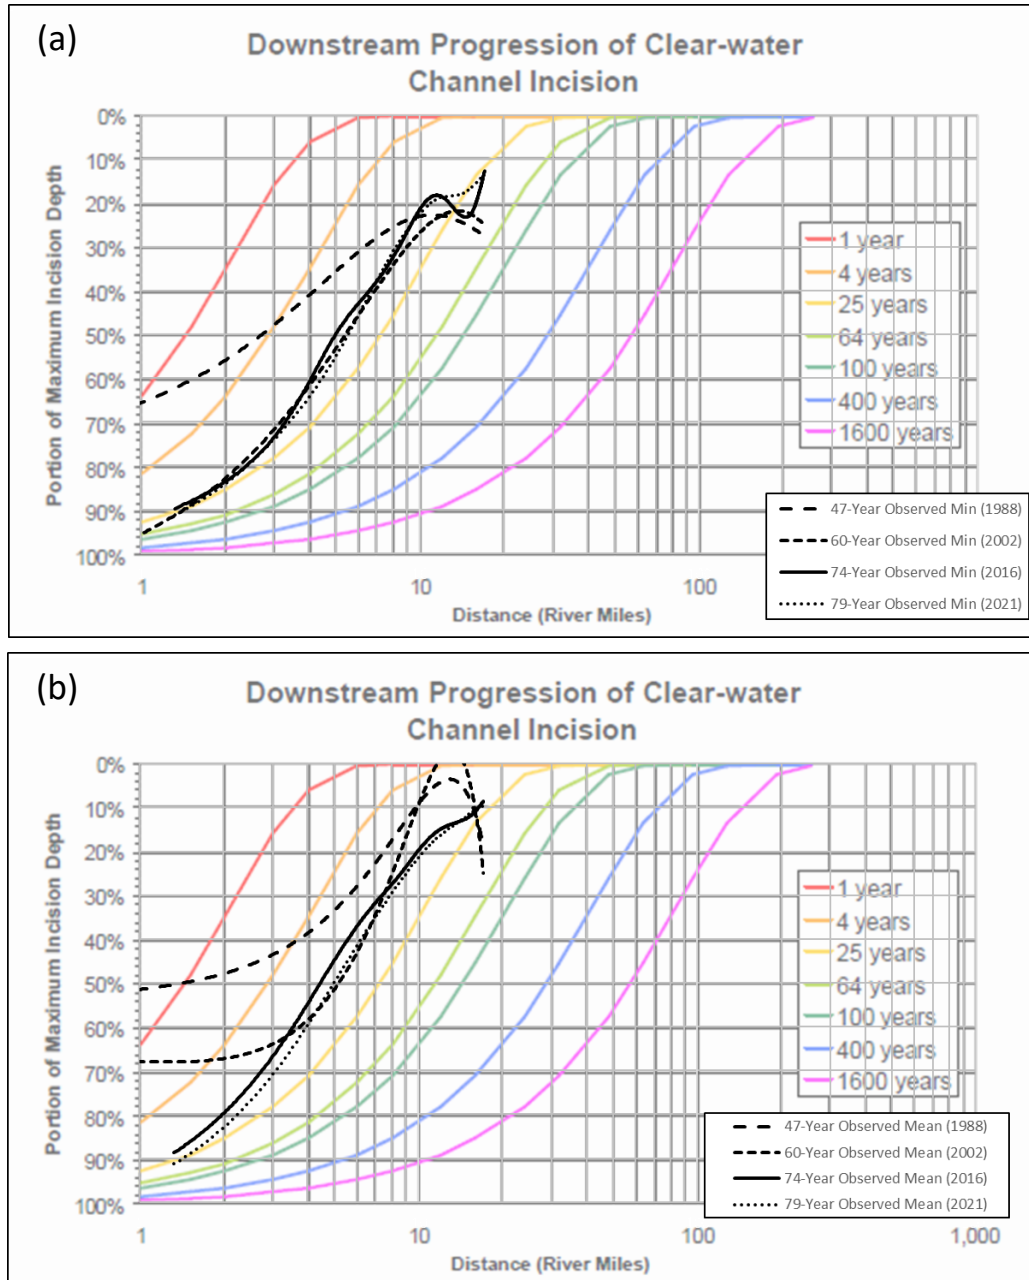 (a)
Downstream Progression of Clear-water
Channel Incision
Portion of Maximum Incision Depth
0%
10%
20%
30%
40%
50%
60%
70%
80%
90%
100%
1 year
4 years
25 years
64 years
100 years
400 years
1600 years
47-Year Observed Min (1988)
60-Year Observed Min (2002)
74-Year Observed Min (2016)
79-Year Observed Min (2021)
1
10
100
Distance (River Miles)
(b)
Downstream Progression of Clear-water
Channel Incision
Portion of Maximum Incision Depth
0%
10%
20%
30%
40%
50%
60%
70%
80%
90%
100%
1 year
4 years
25 years
64 years
100 years
400 years
1600 years
47-Year Observed Mean (1988)
60-Year Observed Mean (2002)
74-Year Observed Mean (2016)
79-Year Observed Mean (2021)
1
10
100
1,000
Distance (River Miles)